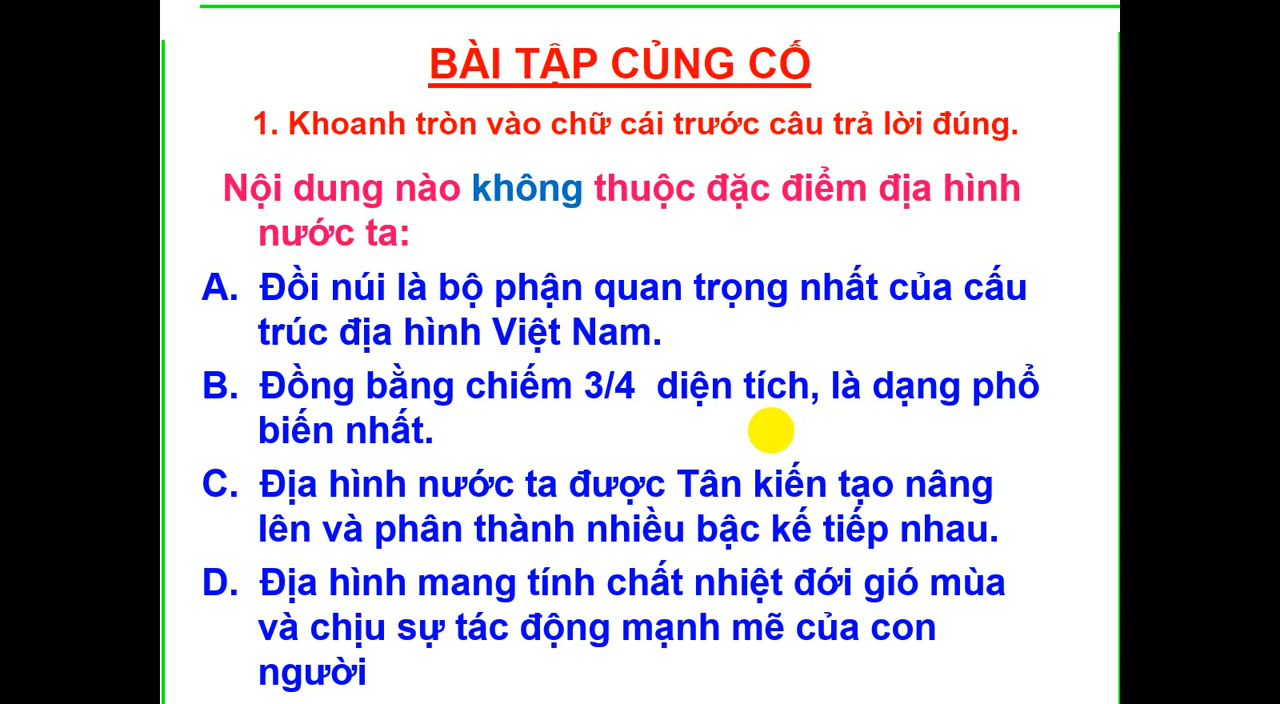 BÀI TẬP CỦNG CỐ
1. Khoanh tròn vào chữ cái trước câu trả lời đúng.
Nội dung nào không thuộc đặc điểm địa hình
nước ta:
A. Đồi núi là bộ phận quan trọng nhất của cấu
trúc địa hình Việt Nam.
B. Đồng bằng chiếm 3/4 diện tích, là dạng phổ
biến nhất.
C. Địa hình nước ta được Tân kiến tạo nâng
lên và phân thành nhiều bậc kế tiếp nhau.
D. Địa hình mang tính chất nhiệt đới gió mùa
và chịu sự tác động mạnh mẽ của con
người